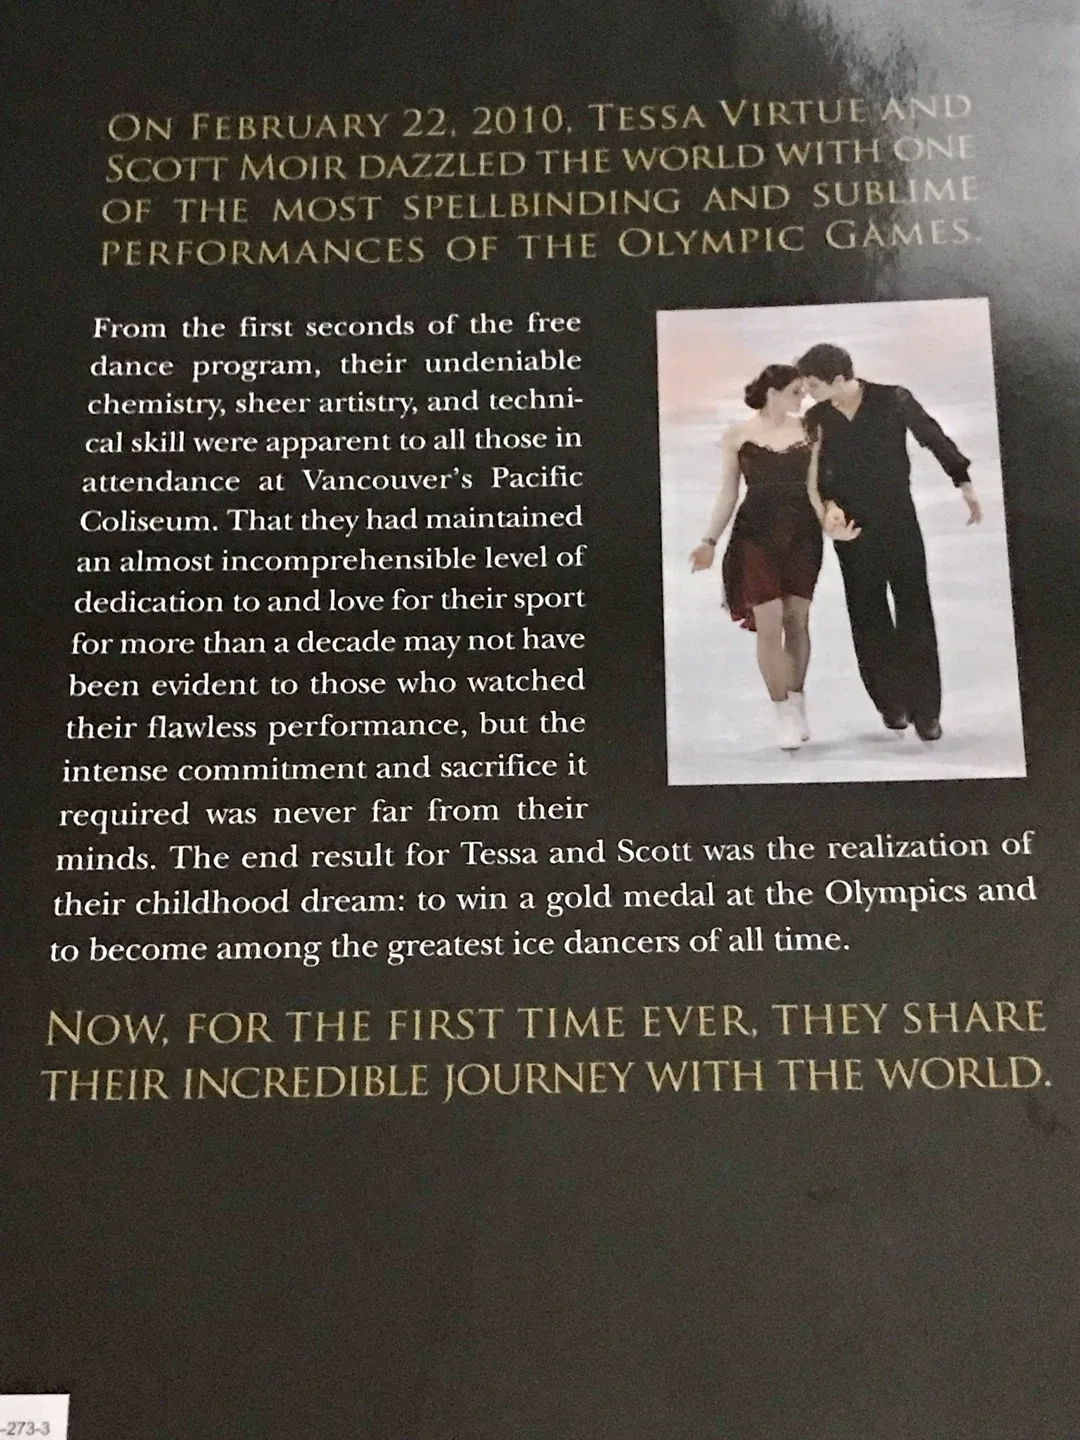 On February 22, 2010, Tessa Virtue and
Scott Moir dazzled the world with one
of the most spellbinding and sublime
performances of the Olympic Games.
From the first seconds of the free
dance program, their undeniable
chemistry, sheer artistry, and techni-
cal skill were apparent to all those in
attendance at Vancouver's Pacific
Coliseum. That they had maintained
an almost incomprehensible level of
dedication to and love for their sport
for more than a decade may not have
been evident to those who watched
their flawless performance, but the
intense commitment and sacrifice it
required was never far from their
minds. The end result for Tessa and Scott was the realization of
their childhood dream: to win a gold medal at the Olympics and
to become among the greatest ice dancers of all time.
Now, for the first time ever, they share
their incredible journey with the world.
-273-3